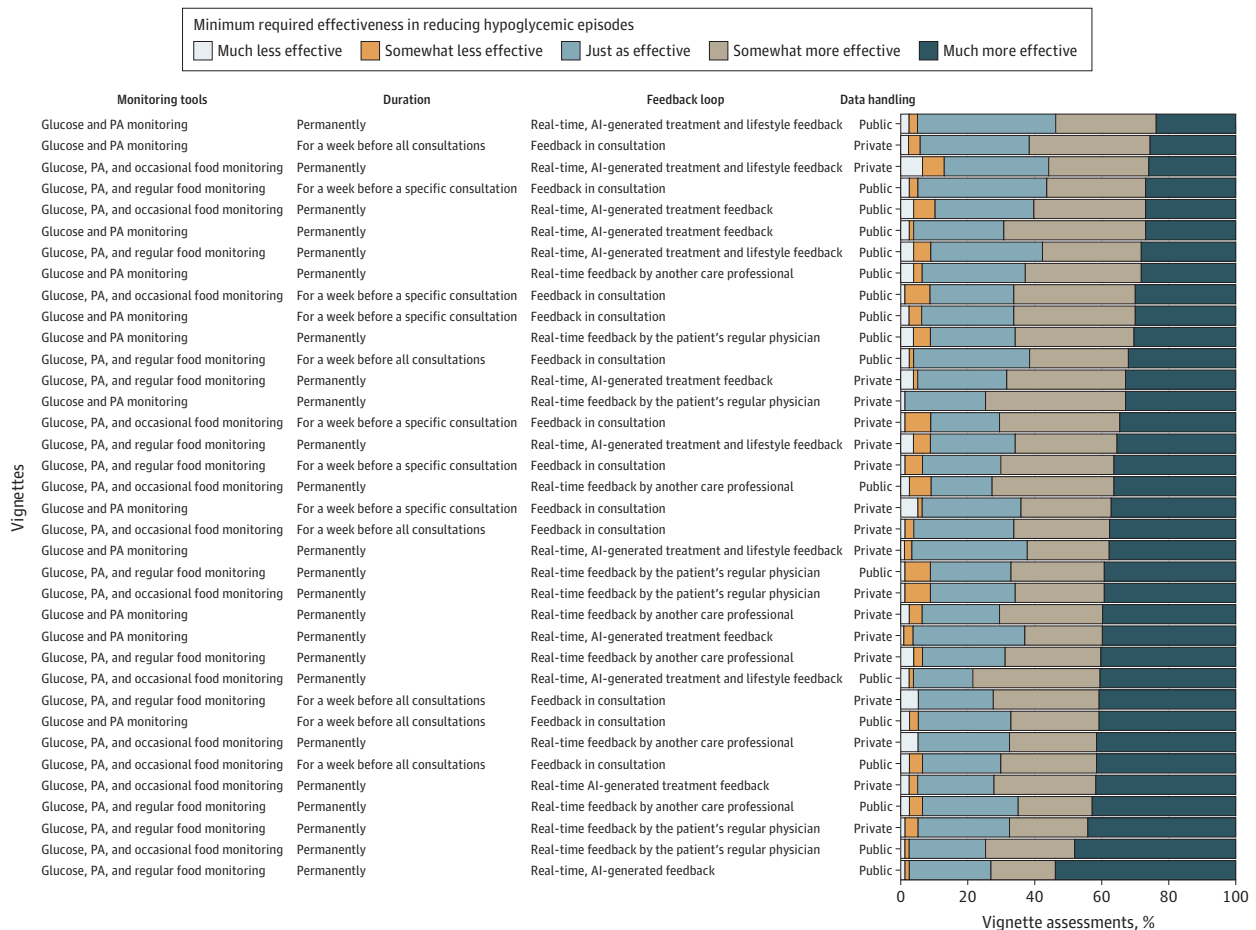 Minimum required effectiveness in reducing hypoglycemic episodes
Much less effective Somewhat less effective Just as effective Somewhat more effective Much more effective
Monitoring tools Duration Feedback loop Data handling
Glucose and PA monitoring Permanently Real-time, AI-generated treatment and lifestyle feedback Public
Glucose and PA monitoring For a week before all consultations Feedback in consultation Private
Glucose, PA, and occasional food monitoring Permanently Real-time, AI-generated treatment and lifestyle feedback Private
Glucose, PA, and regular food monitoring For a week before a specific consultation Feedback in consultation Public
Glucose, PA, and occasional food monitoring Permanently Real-time, AI-generated treatment feedback Public
Glucose and PA monitoring Permanently Real-time, AI-generated treatment feedback Public
Glucose, PA, and regular food monitoring Permanently Real-time, AI-generated treatment and lifestyle feedback Public
Glucose and PA monitoring Permanently Real-time feedback by another care professional Public
Glucose, PA, and occasional food monitoring For a week before a specific consultation Feedback in consultation Public
Glucose and PA monitoring For a week before a specific consultation Feedback in consultation Public
Glucose and PA monitoring Permanently Real-time feedback by the patient's regular physician Public
Glucose, PA, and regular food monitoring For a week before all consultations Feedback in consultation Public
Glucose, PA, and regular food monitoring Permanently Real-time, AI-generated treatment feedback Private
Glucose and PA monitoring Permanently Real-time feedback by the patient's regular physician Private
Glucose, PA, and occasional food monitoring For a week before a specific consultation Feedback in consultation Private
Glucose, PA, and regular food monitoring Permanently Real-time, AI-generated treatment and lifestyle feedback Private
Glucose, PA, and regular food monitoring For a week before a specific consultation Feedback in consultation Private
Glucose, PA, and occasional food monitoring Permanently Real-time feedback by another care professional Public
Glucose and PA monitoring For a week before a specific consultation Feedback in consultation Private
Glucose, PA, and occasional food monitoring For a week before all consultations Feedback in consultation Private
Glucose and PA monitoring Permanently Real-time, AI-generated treatment and lifestyle feedback Private
Glucose, PA, and regular food monitoring Permanently Real-time feedback by the patient's regular physician Public
Glucose, PA, and occasional food monitoring Permanently Real-time feedback by the patient's regular physician Private
Glucose and PA monitoring Permanently Real-time feedback by another care professional Private
Glucose and PA monitoring Permanently Real-time, AI-generated treatment feedback Private
Glucose, PA, and regular food monitoring Permanently Real-time feedback by another care professional Private
Glucose, PA, and occasional food monitoring Permanently Real-time, AI-generated treatment and lifestyle feedback Public
Glucose, PA, and regular food monitoring For a week before all consultations Feedback in consultation Private
Glucose and PA monitoring For a week before all consultations Feedback in consultation Public
Glucose, PA, and occasional food monitoring Permanently Real-time feedback by another care professional Private
Glucose, PA, and occasional food monitoring For a week before all consultations Feedback in consultation Public
Glucose, PA, and occasional food monitoring Permanently Real-time AI-generated treatment feedback Private
Glucose, PA, and regular food monitoring Permanently Real-time feedback by another care professional Public
Glucose, PA, and regular food monitoring Permanently Real-time feedback by the patient's regular physician Private
Glucose, PA, and occasional food monitoring Permanently Real-time feedback by the patient's regular physician Public
Glucose, PA, and regular food monitoring Permanently Real-time, AI-generated feedback Public
Vignettes
0 20 40 60 80 100
Vignette assessments, %